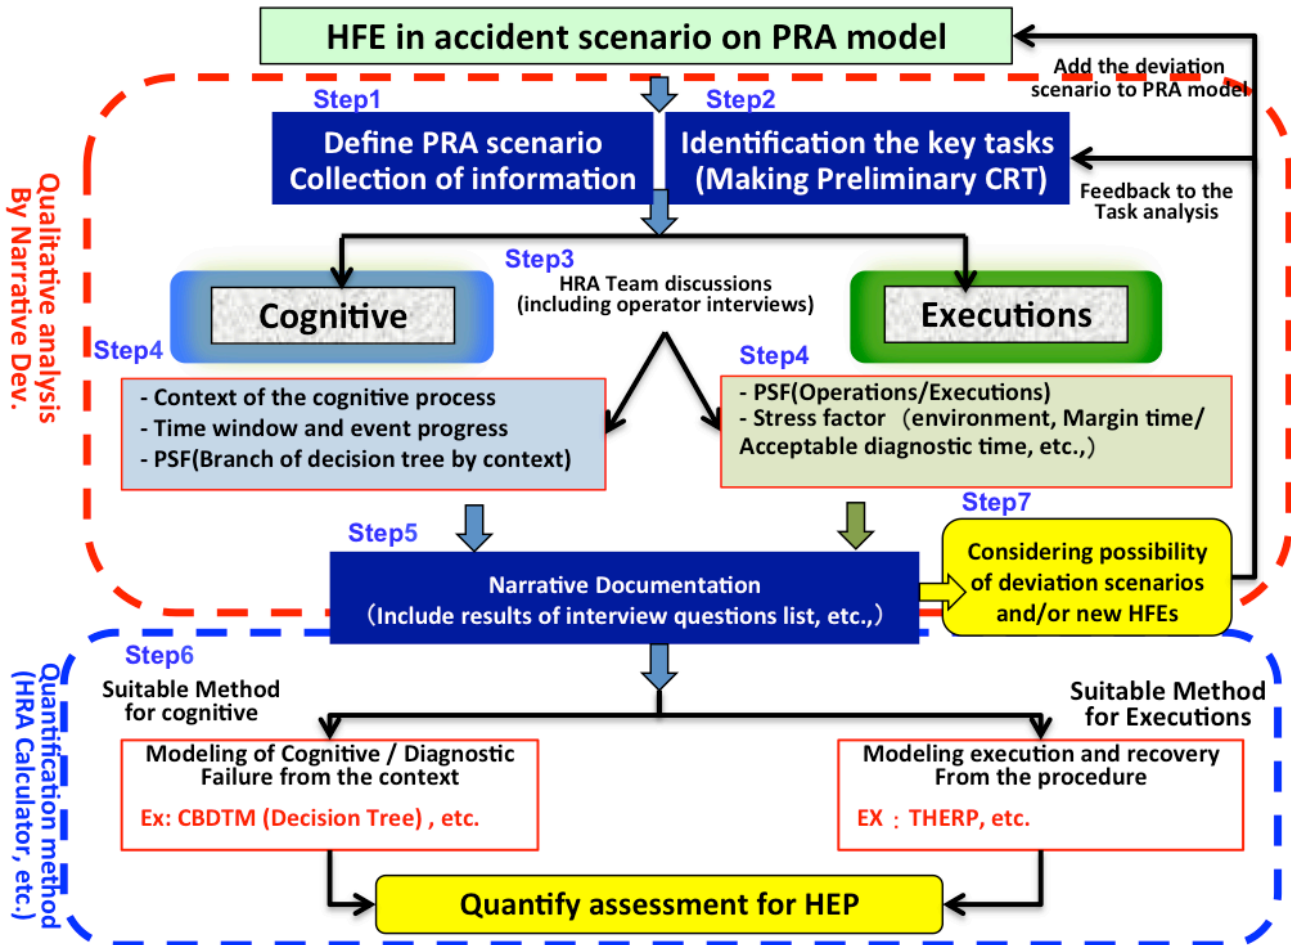 HFE in accident scenario on PRA model
Add the deviation
scenario to PRA model
Step1
Step2
Define PRA scenario
Collection of information
Identification the key tasks
(Making Preliminary CRT)
Feedback to the
Task analysis
Qualitative analysis
By Narrative Dev.
Step3
HRA Team discussions
(including operator interviews)
Cognitive
Executions
Step4
- Context of the cognitive process
- Time window and event progress
- PSF(Branch of decision tree by context)
Step4
- PSF(Operations/Executions)
- Stress factor （environment, Margin time/
Acceptable diagnostic time, etc.,）
Step5
Narrative Documentation
（Include results of interview questions list, etc.,）
Step7
Considering possibility
of deviation scenarios
and/or new HFEs
Quantification method
(HRA Calculator, etc.)
Step6
Suitable Method
for cognitive
Suitable Method
for Executions
Modeling of Cognitive / Diagnostic
Failure from the context
Ex: CBDTM (Decision Tree) , etc.
Modeling execution and recovery
From the procedure
EX： THERP, etc.
Quantify assessment for HEP